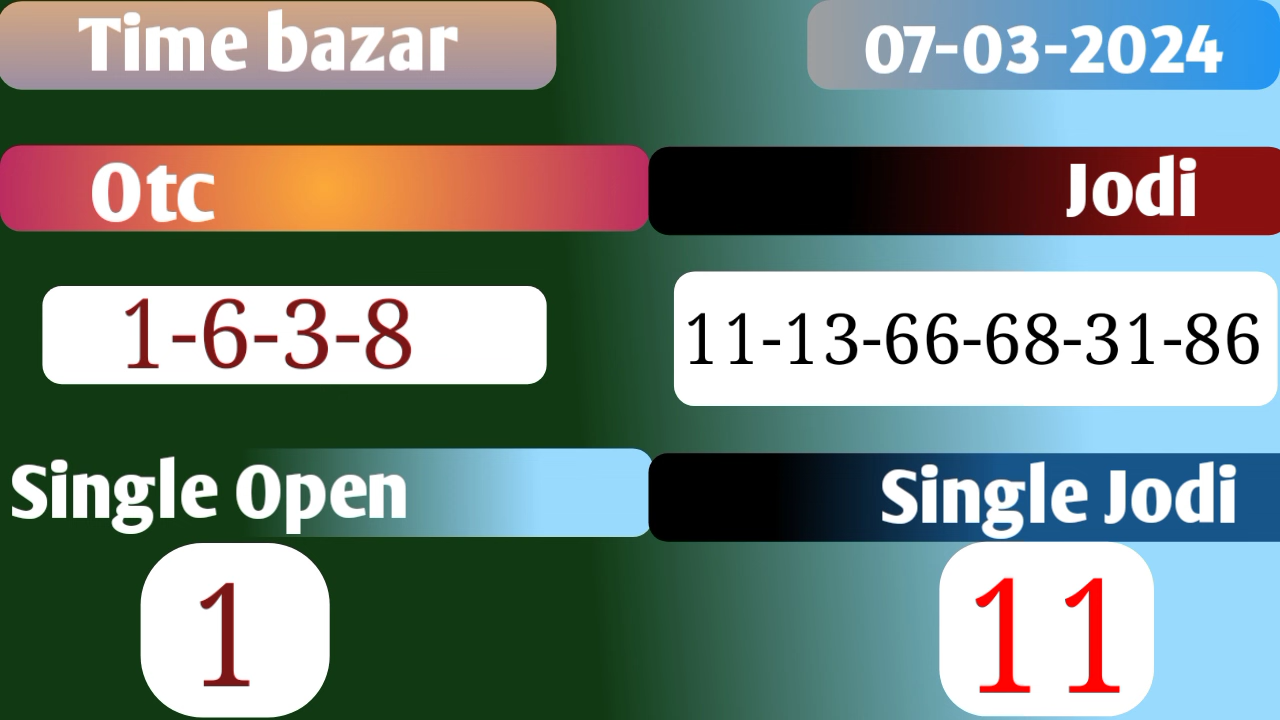 Time bazar
07-03-2024
Otc
Jodi
1-6-3-8
11-13-66-68-31-86
Single Open
Single Jodi
1
11